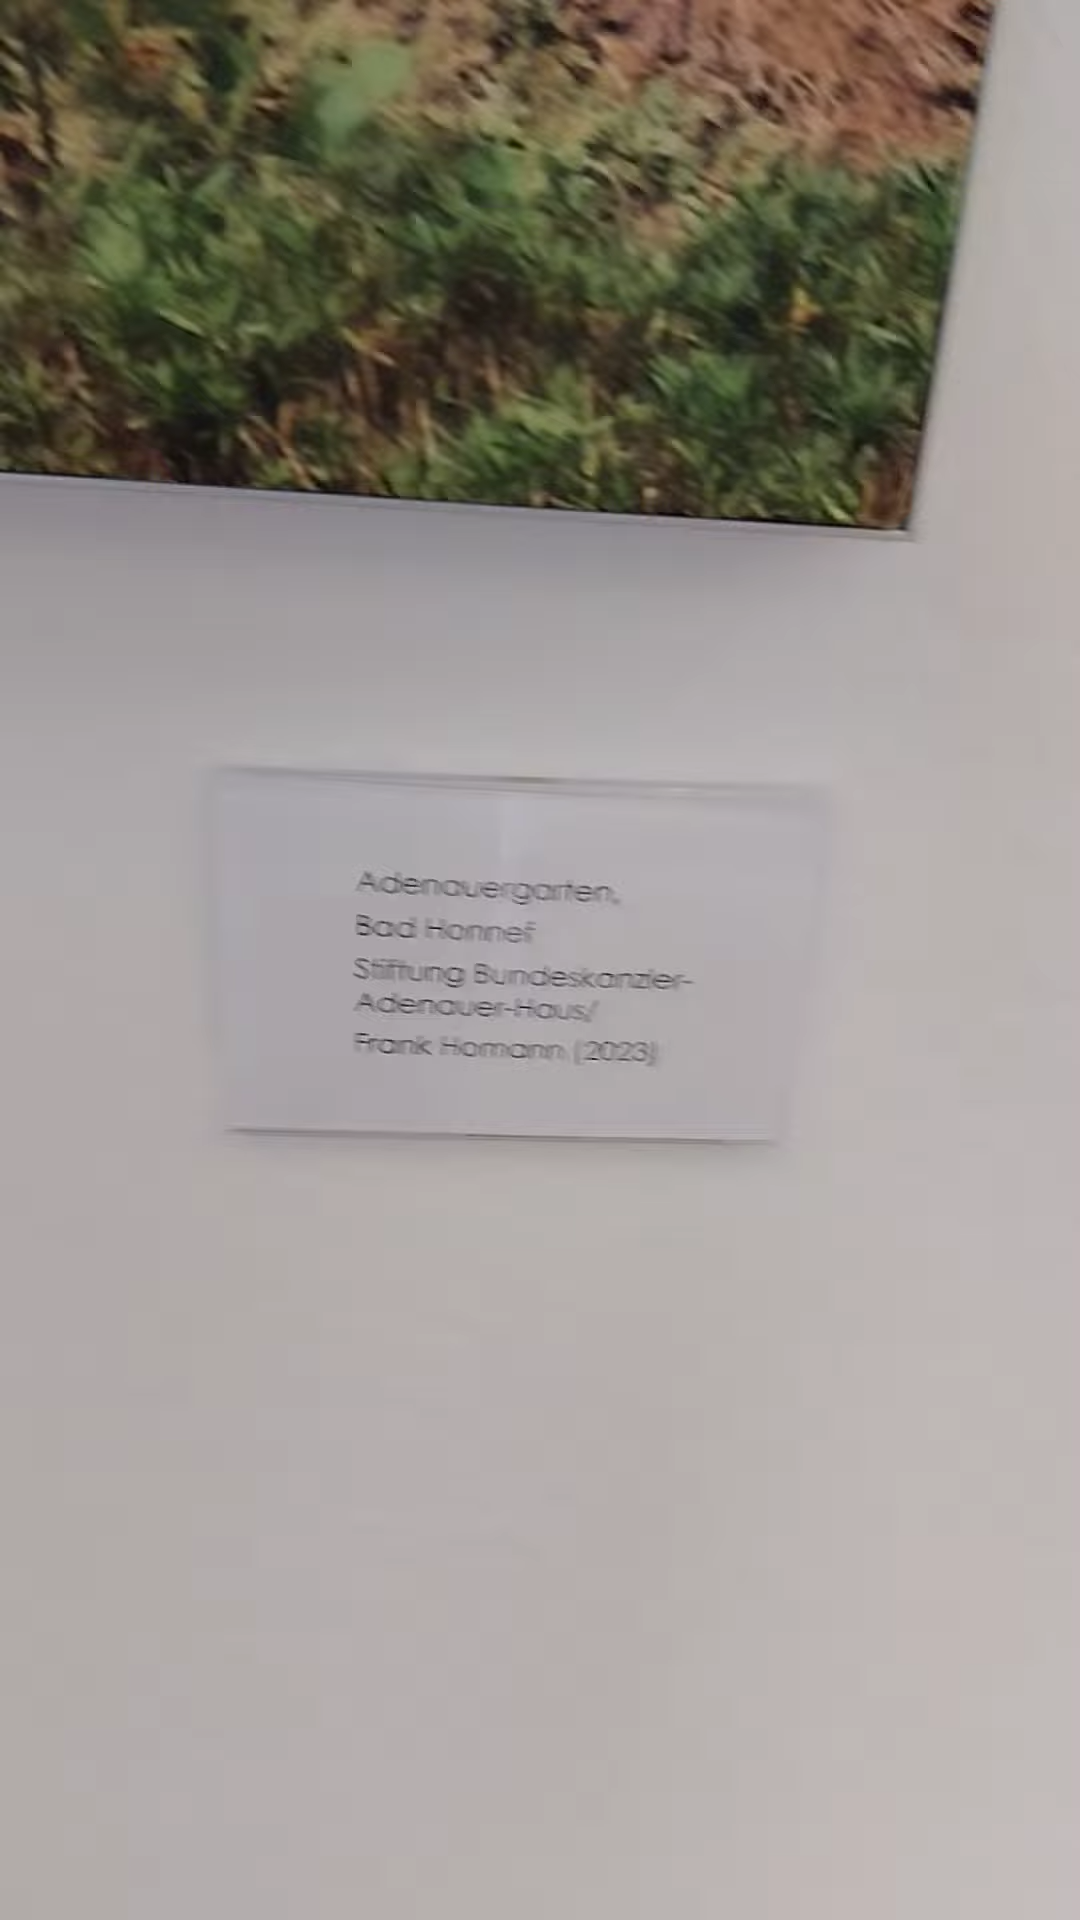 Adenauergarten,
Bad Honnef
Stiftung Bundeskanzler-
Adenauer-Haus/
Frank Homann (2023)